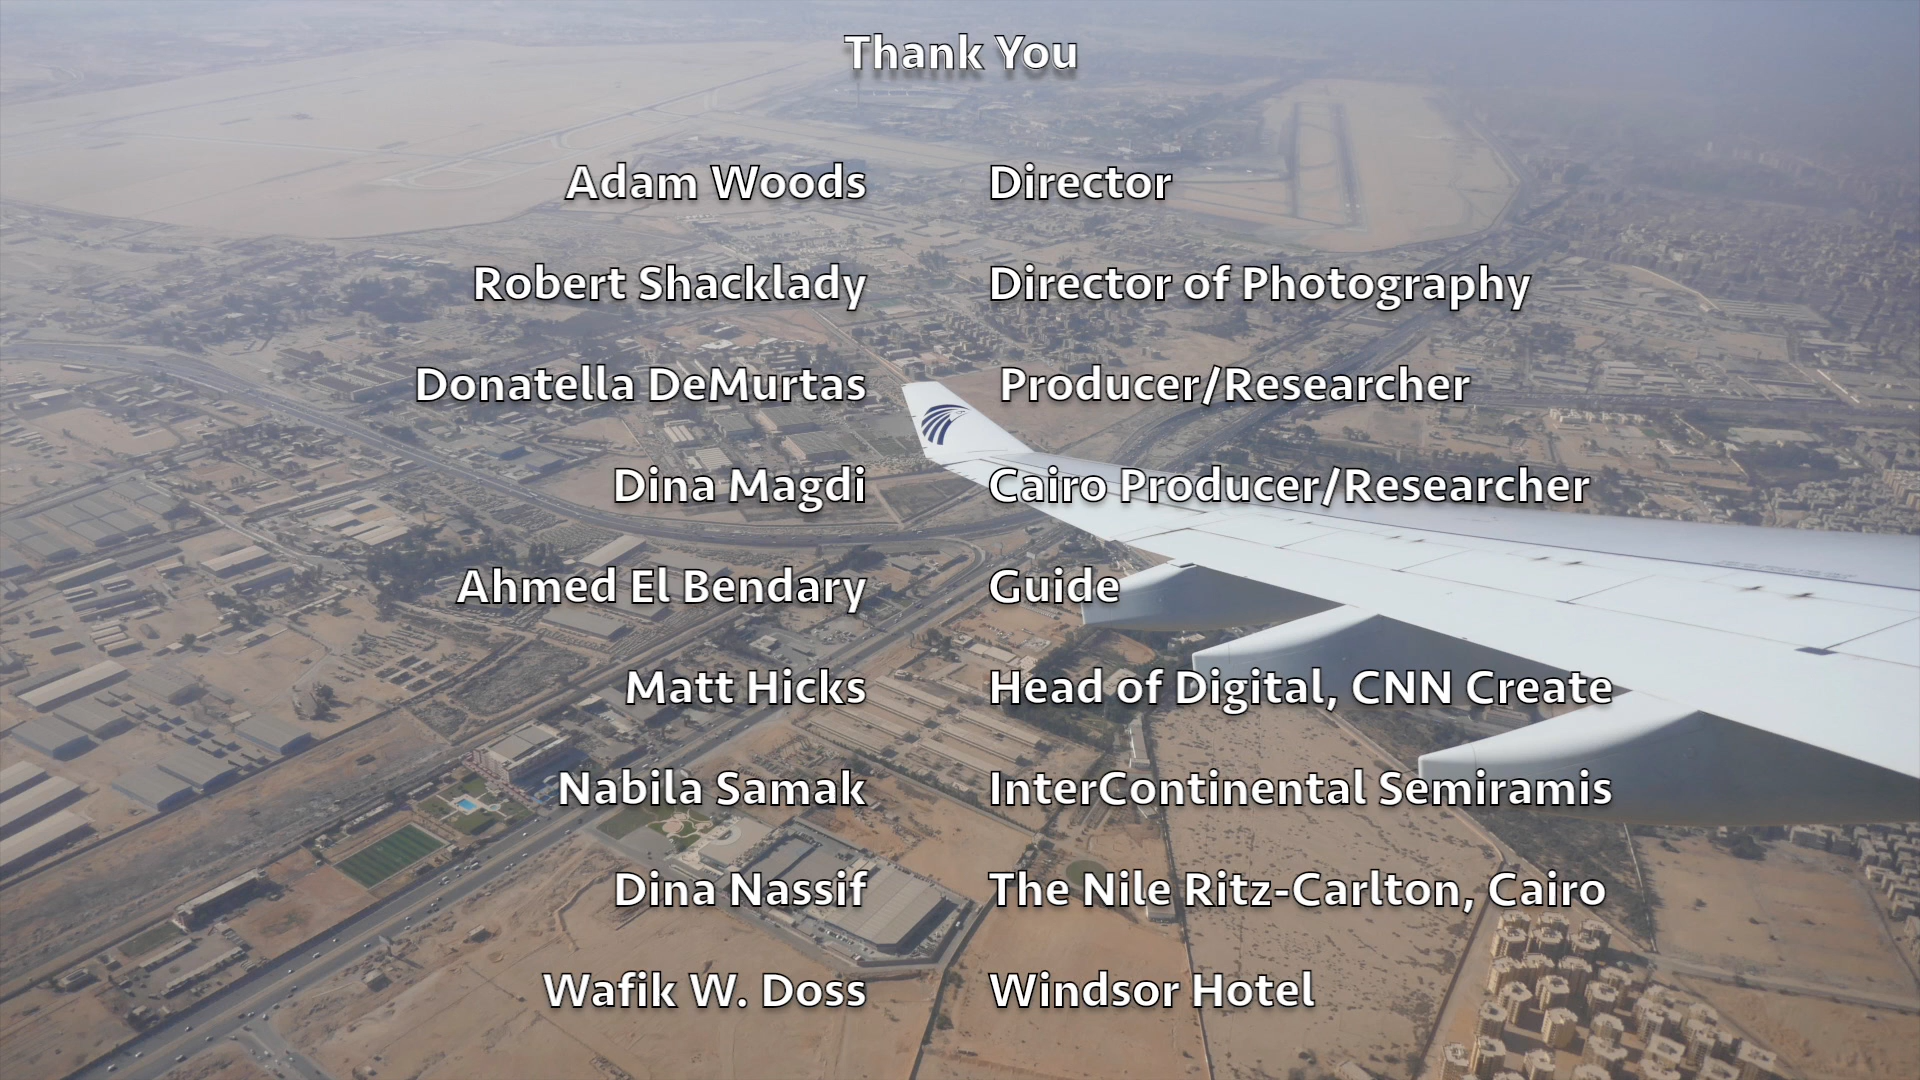 Thank You
Adam Woods Director
Robert Shacklady Director of Photography
Donatella DeMurtas Producer/Researcher
Dina Magdi Cairo Producer/Researcher
Ahmed El Bendary Guide
Matt Hicks Head of Digital, CNN Create
Nabila Samak InterContinental Semiramis
Dina Nassif The Nile Ritz-Carlton, Cairo
Wafik W. Doss Windsor Hotel